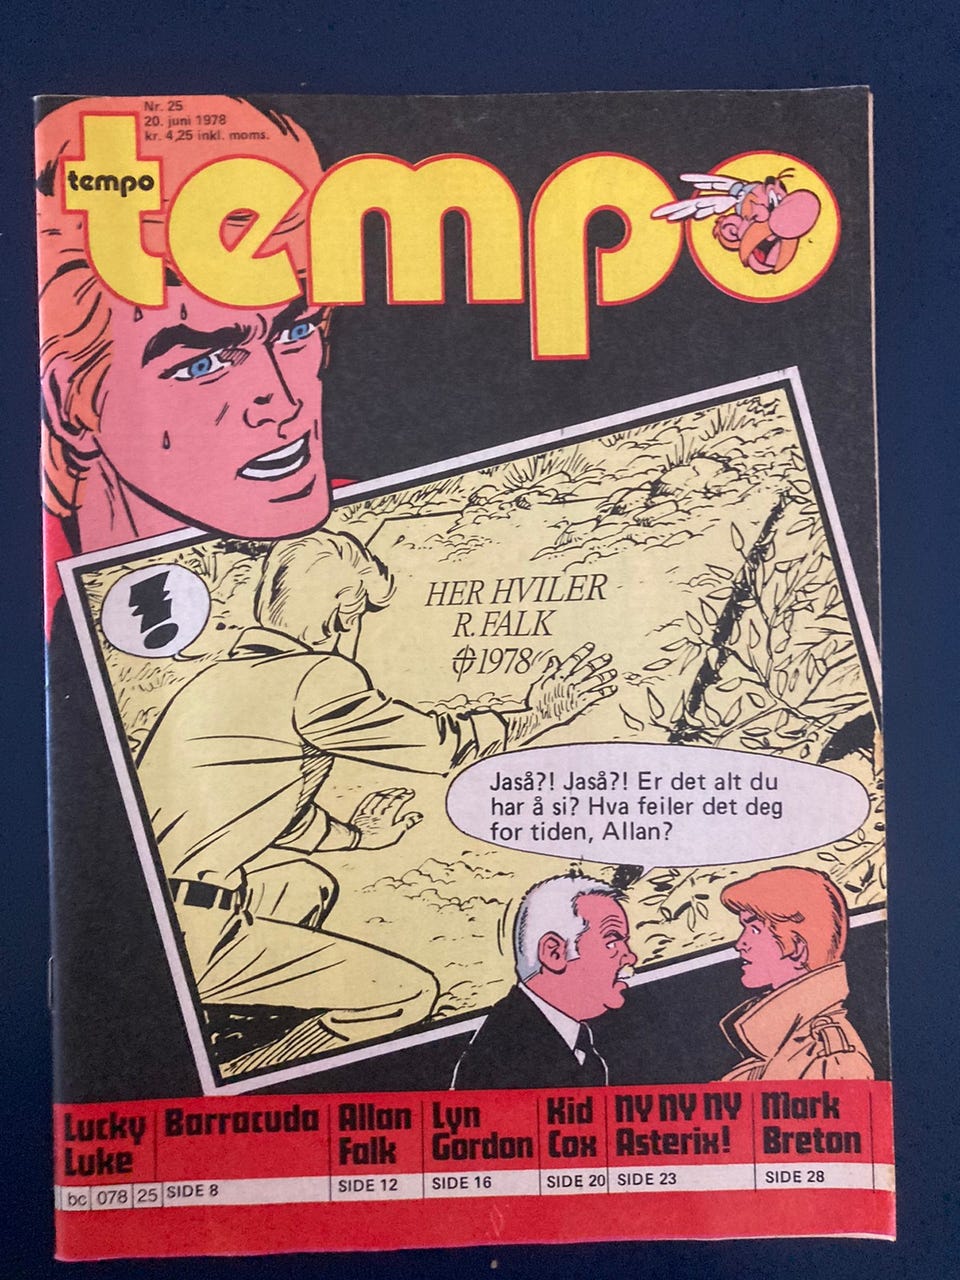 Nr. 25
20. juni 1978
kr. 4,25 inkl. moms.
tempo
tempo
!
HER HVILER
R. FALK
1978
Jaså?! Jaså?! Er det alt du
har å si? Hva feiler det deg
for tiden, Allan?
Lucky
Luke
Barracuda
SIDE 8
Allan
Falk
SIDE 12
Lyn
Gordon
SIDE 16
Kid
Cox
SIDE 20
NY NY NY
Asterix!
SIDE 23
Mark
Breton
SIDE 28
bc 078 25